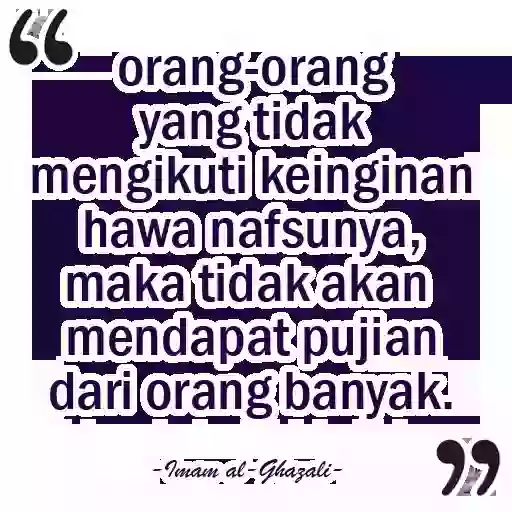 “
orang-orang
yang tidak
mengikuti keinginan
hawa nafsunya,
maka tidak akan
mendapat pujian
dari orang banyak.
-Imam al-Ghazali-
”